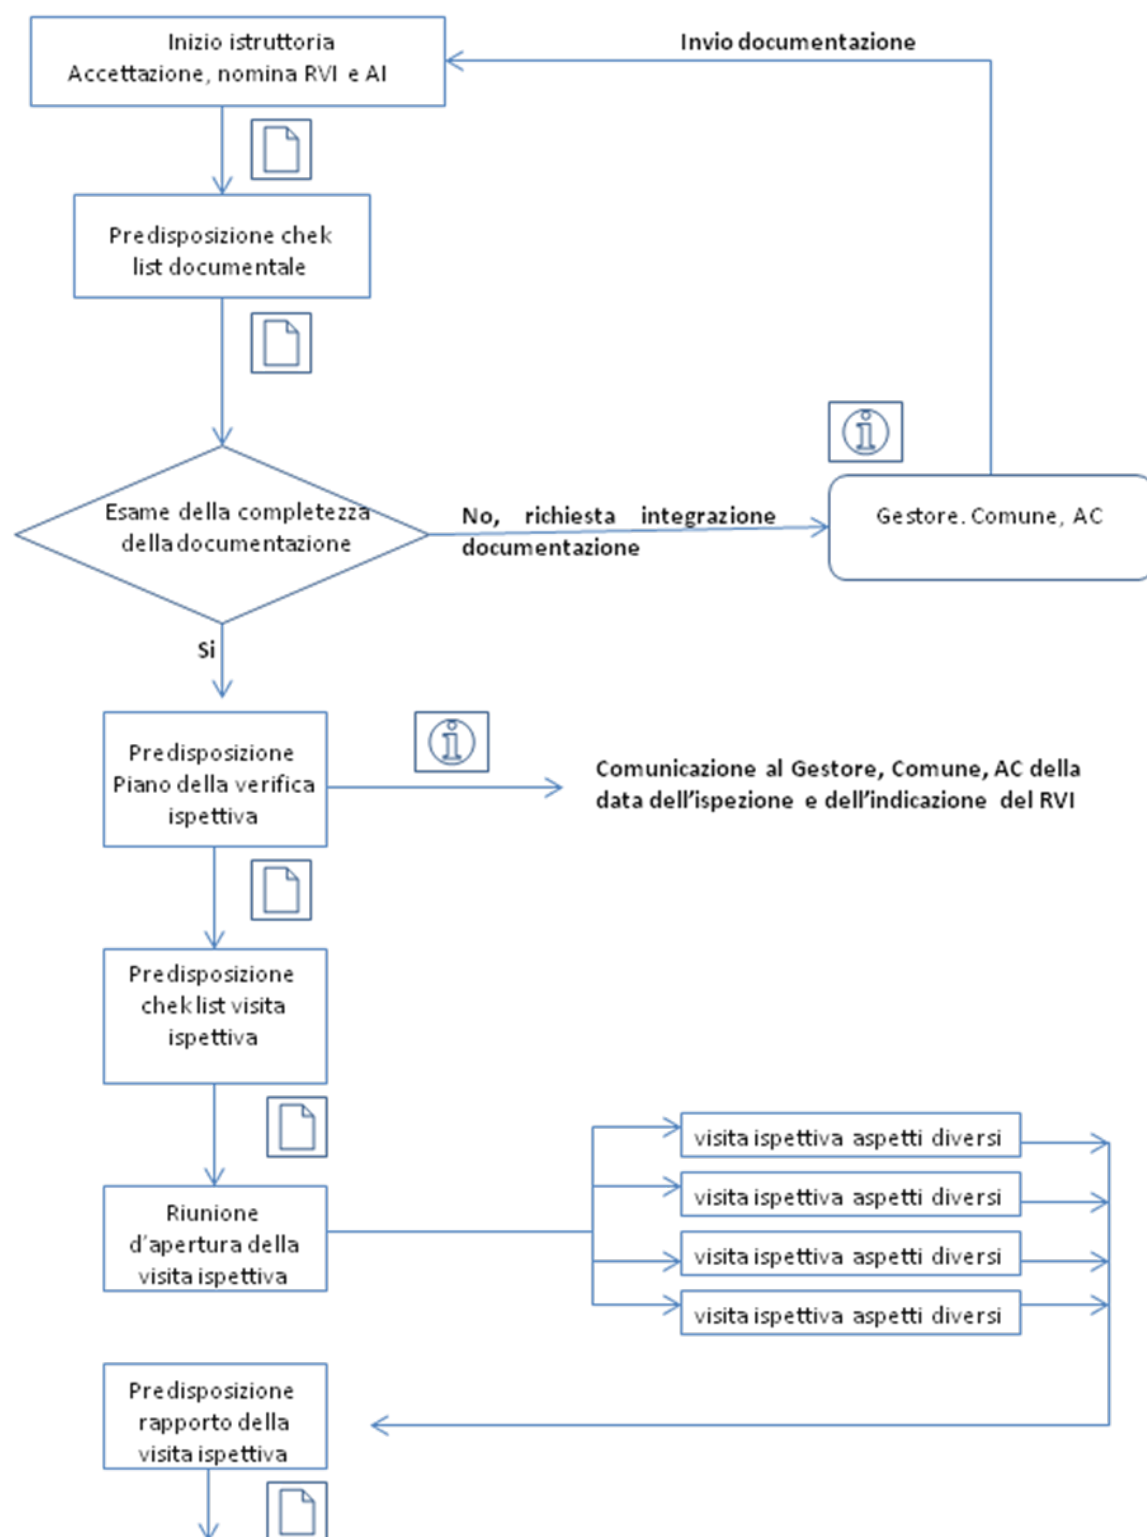 Inizio istruttoria
Accettazione, nomina RVI e AI
Invio documentazione
Predisposizione chek
list documentale
Esame della completezza
della documentazione
No, richiesta integrazione
documentazione
Gestore. Comune, AC
Si
Predisposizione
Piano della verifica
ispettiva
Comunicazione al Gestore, Comune, AC della
data dell'ispezione e dell'indicazione del RVI
Predisposizione
chek list visita
ispettiva
Riunione
d'apertura della
visita ispettiva
visita ispettiva aspetti diversi
visita ispettiva aspetti diversi
visita ispettiva aspetti diversi
visita ispettiva aspetti diversi
Predisposizione
rapporto della
visita ispettiva